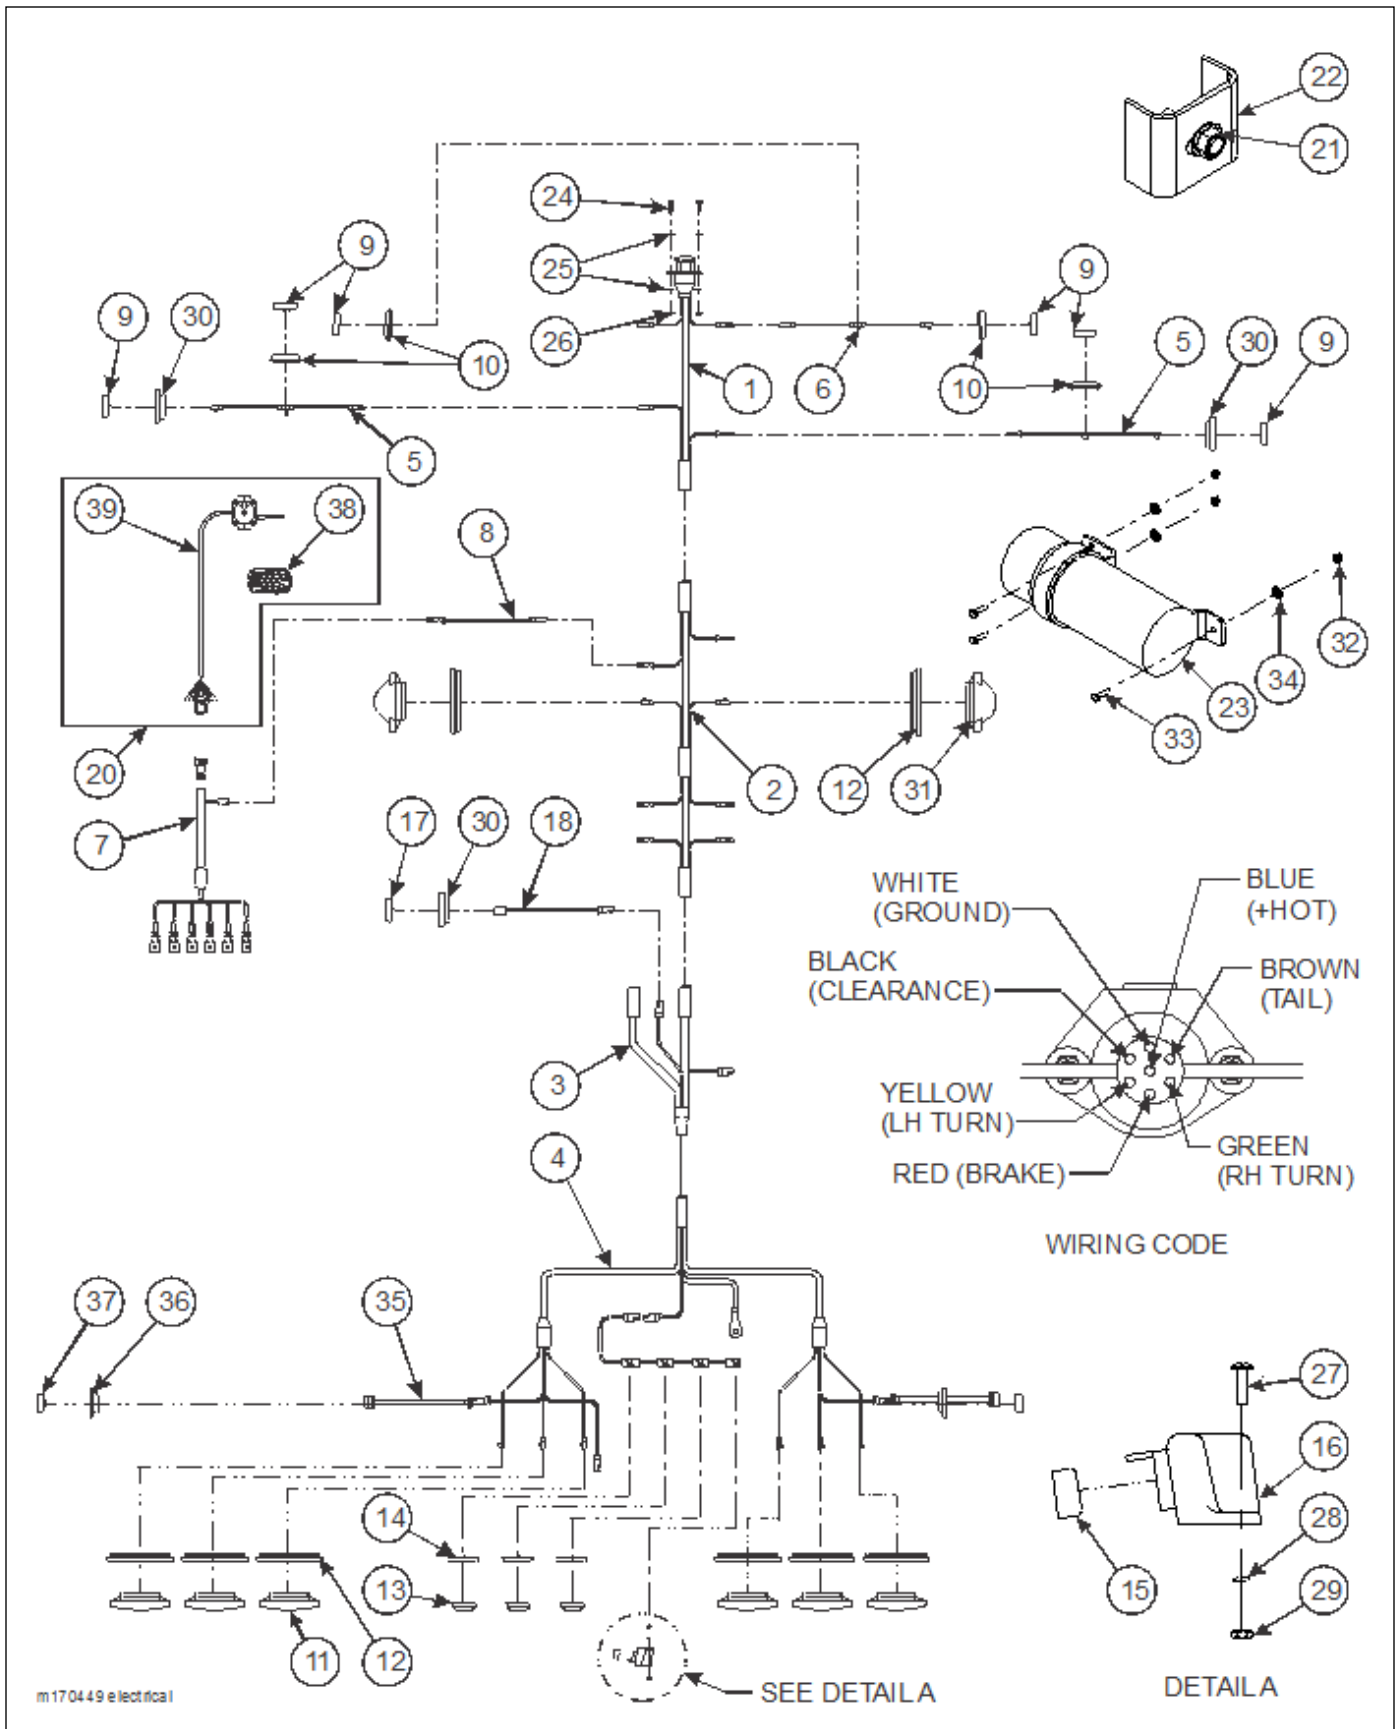 22
21
24
9
25
9
9
30
26
5
30
9
10
1
6
10
5
39
38
8
32
34
23
33
20
2
12
31
7
17
30
18
WHITE
(GROUND)
BLUE
(+HOT)
BLACK
(CLEARANCE)
BROWN
(TAIL)
3
YELLOW
(LH TURN)
4
RED (BRAKE)
GREEN
(RH TURN)
WIRING CODE
37
36
35
27
16
14
28
13
15
29
11
12
SEE DETAIL A
DETAIL A
m170449 electrical